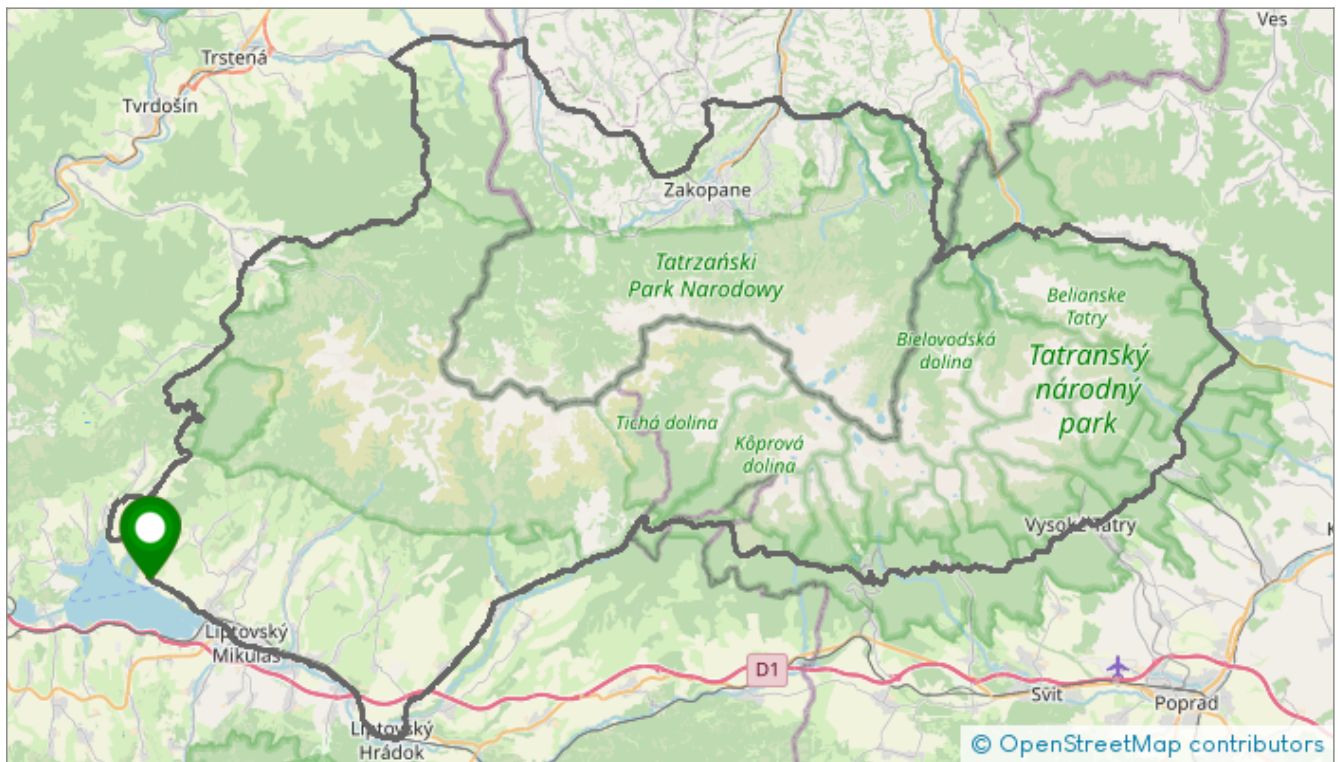 Ves
Trstená
Tvrdošín
Zakopane
Tatrzański
Park Narodowy
Belianske
Tatry
Bielovodská
dolina
Tatranský
národný
park
Tichá dolina
Kôprová
dolina
Vysoké Tatry
Liptovský
Mikuláš
D1
Svit
Poprad
Liptovský
Hrádok
K
© OpenStreetMap contributors